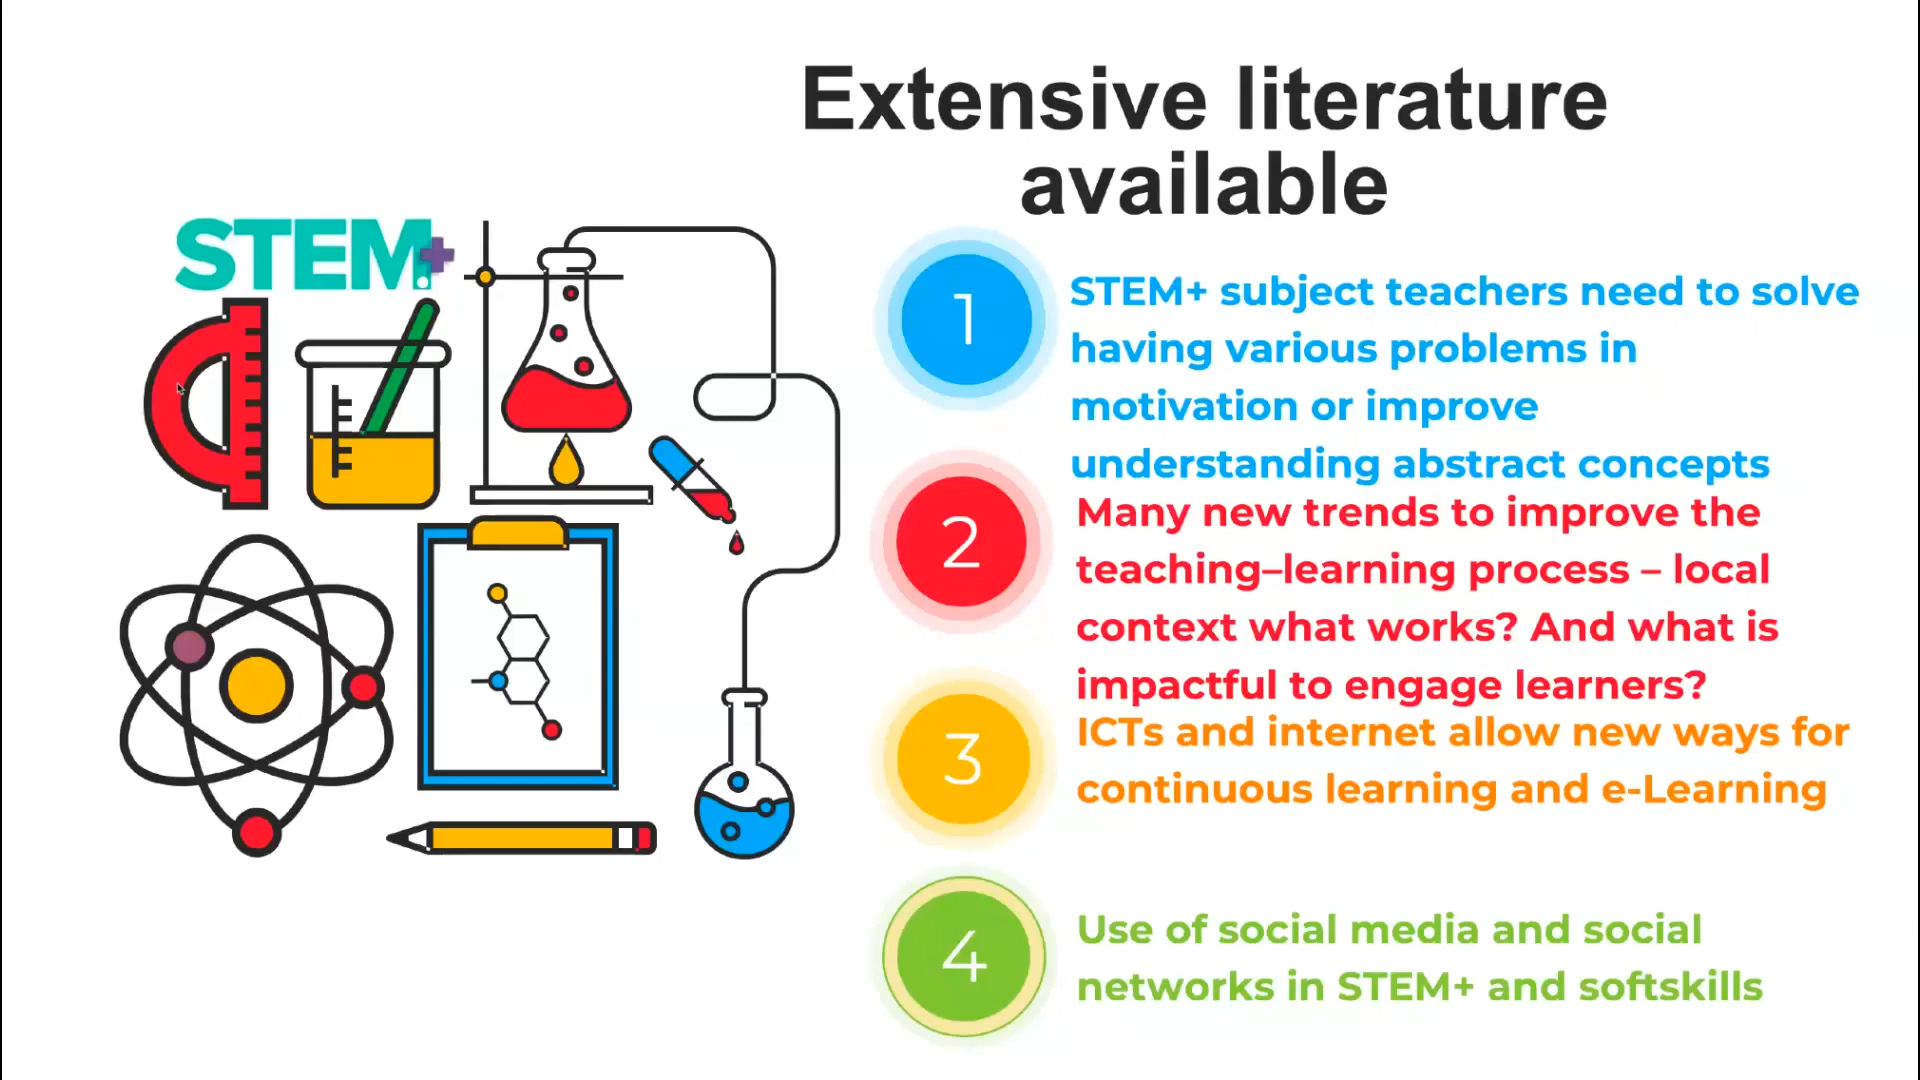 Extensive literature
available
STEM+
1
STEM+ subject teachers need to solve
having various problems in
motivation or improve
understanding abstract concepts
2
Many new trends to improve the
teaching–learning process – local
context what works? And what is
impactful to engage learners?
3
ICTs and internet allow new ways for
continuous learning and e-Learning
4
Use of social media and social
networks in STEM+ and softskills